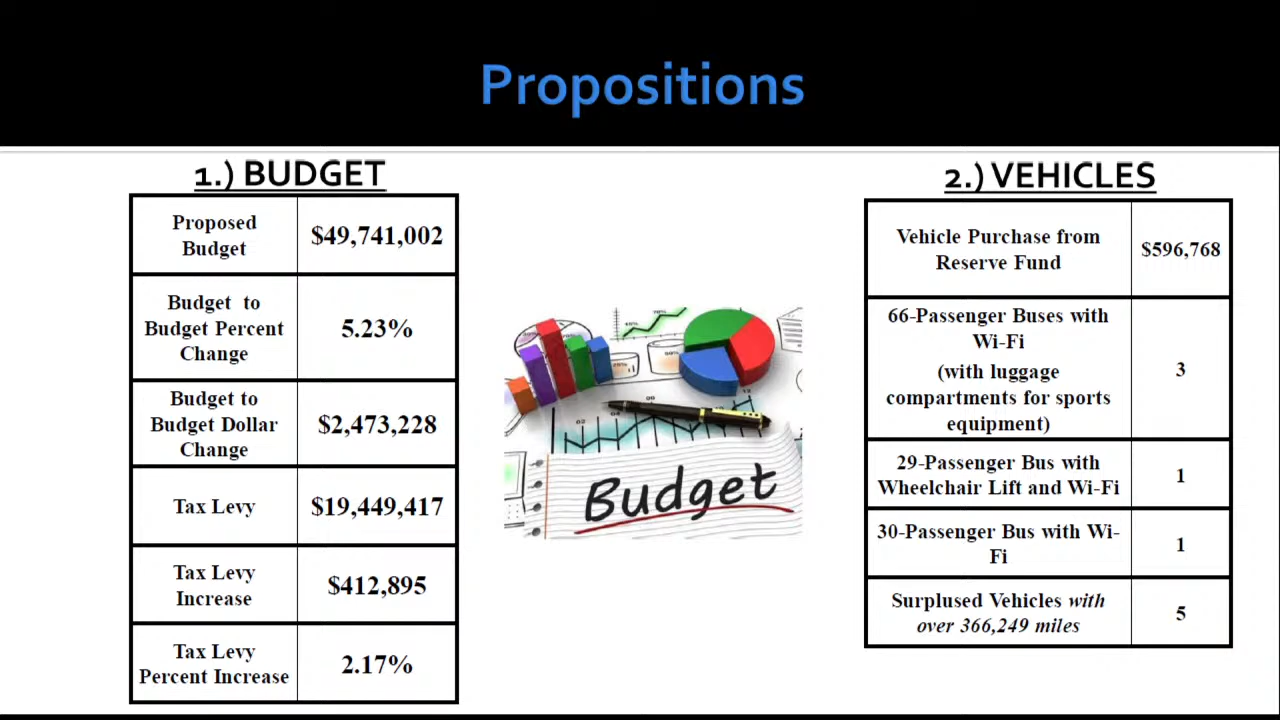 Propositions
1.) BUDGET
Proposed
Budget
$49,741,002
Budget to
Budget Percent
Change
5.23%
Budget to
Budget Dollar
Change
$2,473,228
Tax Levy
$19,449,417
Tax Levy
Increase
$412,895
Tax Levy
Percent Increase
2.17%
Budget
2.) VEHICLES
Vehicle Purchase from
Reserve Fund
$596,768
66-Passenger Buses with
Wi-Fi
(with luggage
compartments for sports
equipment)
3
29-Passenger Bus with
Wheelchair Lift and Wi-Fi
1
30-Passenger Bus with Wi-
Fi
1
Surplused Vehicles with
over 366,249 miles
5